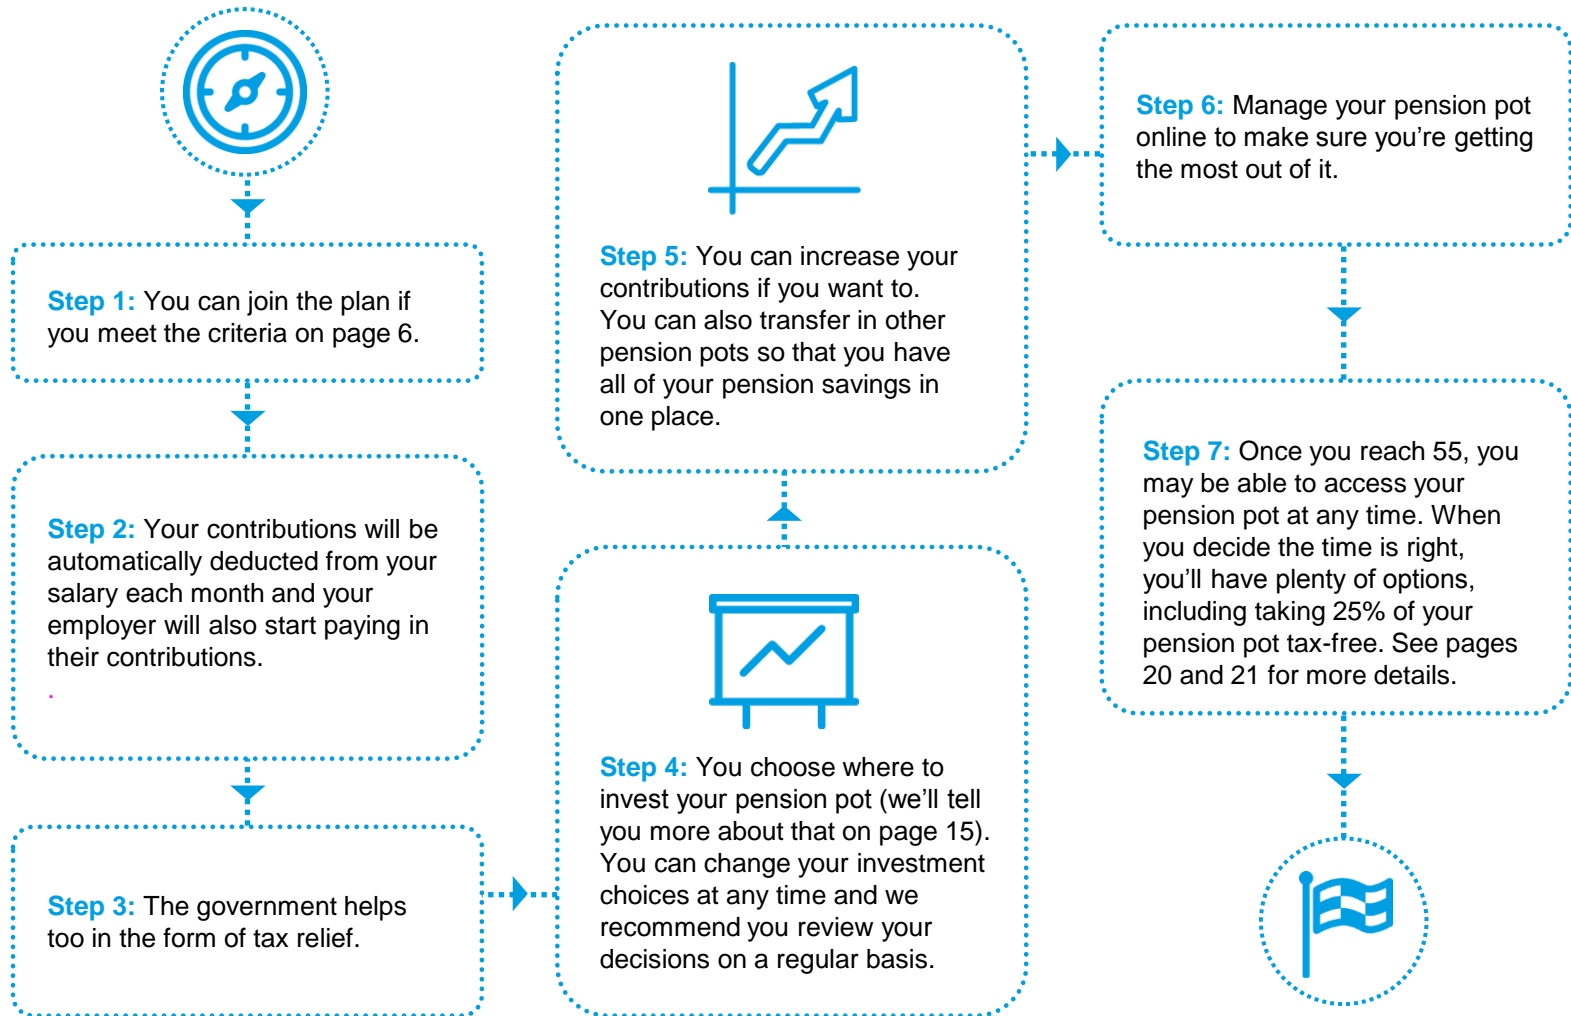 Step 1: You can join the plan if
you meet the criteria on page 6.
Step 2: Your contributions will be
automatically deducted from your
salary each month and your
employer will also start paying in
their contributions.
.
Step 3: The government helps
too in the form of tax relief.
Step 4: You choose where to
invest your pension pot (we’ll tell
you more about that on page 15).
You can change your investment
choices at any time and we
recommend you review your
decisions on a regular basis.
Step 5: You can increase your
contributions if you want to.
You can also transfer in other
pension pots so that you have
all of your pension savings in
one place.
Step 6: Manage your pension pot
online to make sure you’re getting
the most out of it.
Step 7: Once you reach 55, you
may be able to access your
pension pot at any time. When
you decide the time is right,
you’ll have plenty of options,
including taking 25% of your
pension pot tax-free. See pages
20 and 21 for more details.